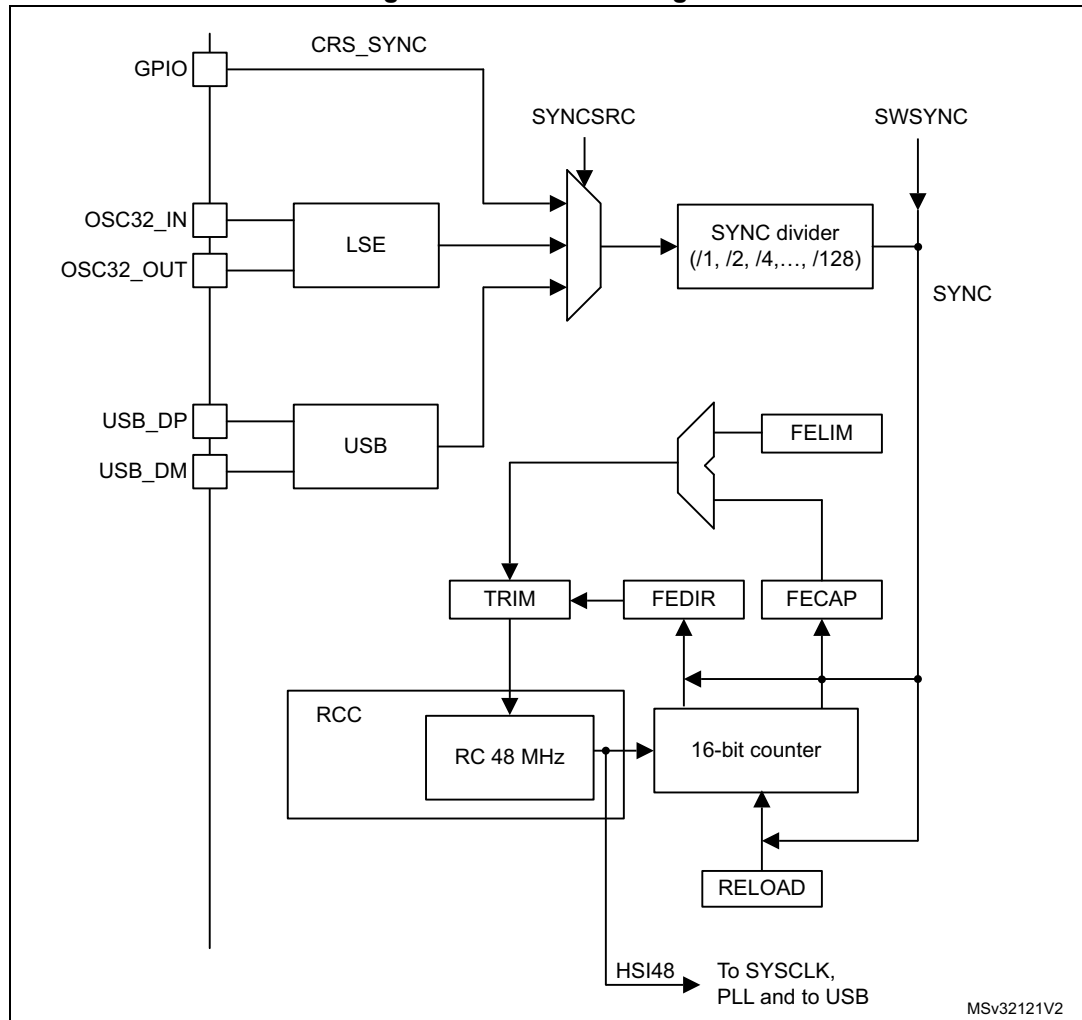 CRS_SYNC
GPIO
SYNCSRC
SWSYNC
OSC32_IN
LSE
SYNC divider
(/1, /2, /4,…, /128)
OSC32_OUT
SYNC
USB_DP
USB
FELIM
USB_DM
TRIM
FEDIR
FECAP
RCC
RC 48 MHz
16-bit counter
RELOAD
HSI48
To SYSCLK,
PLL and to USB
MSv32121V2